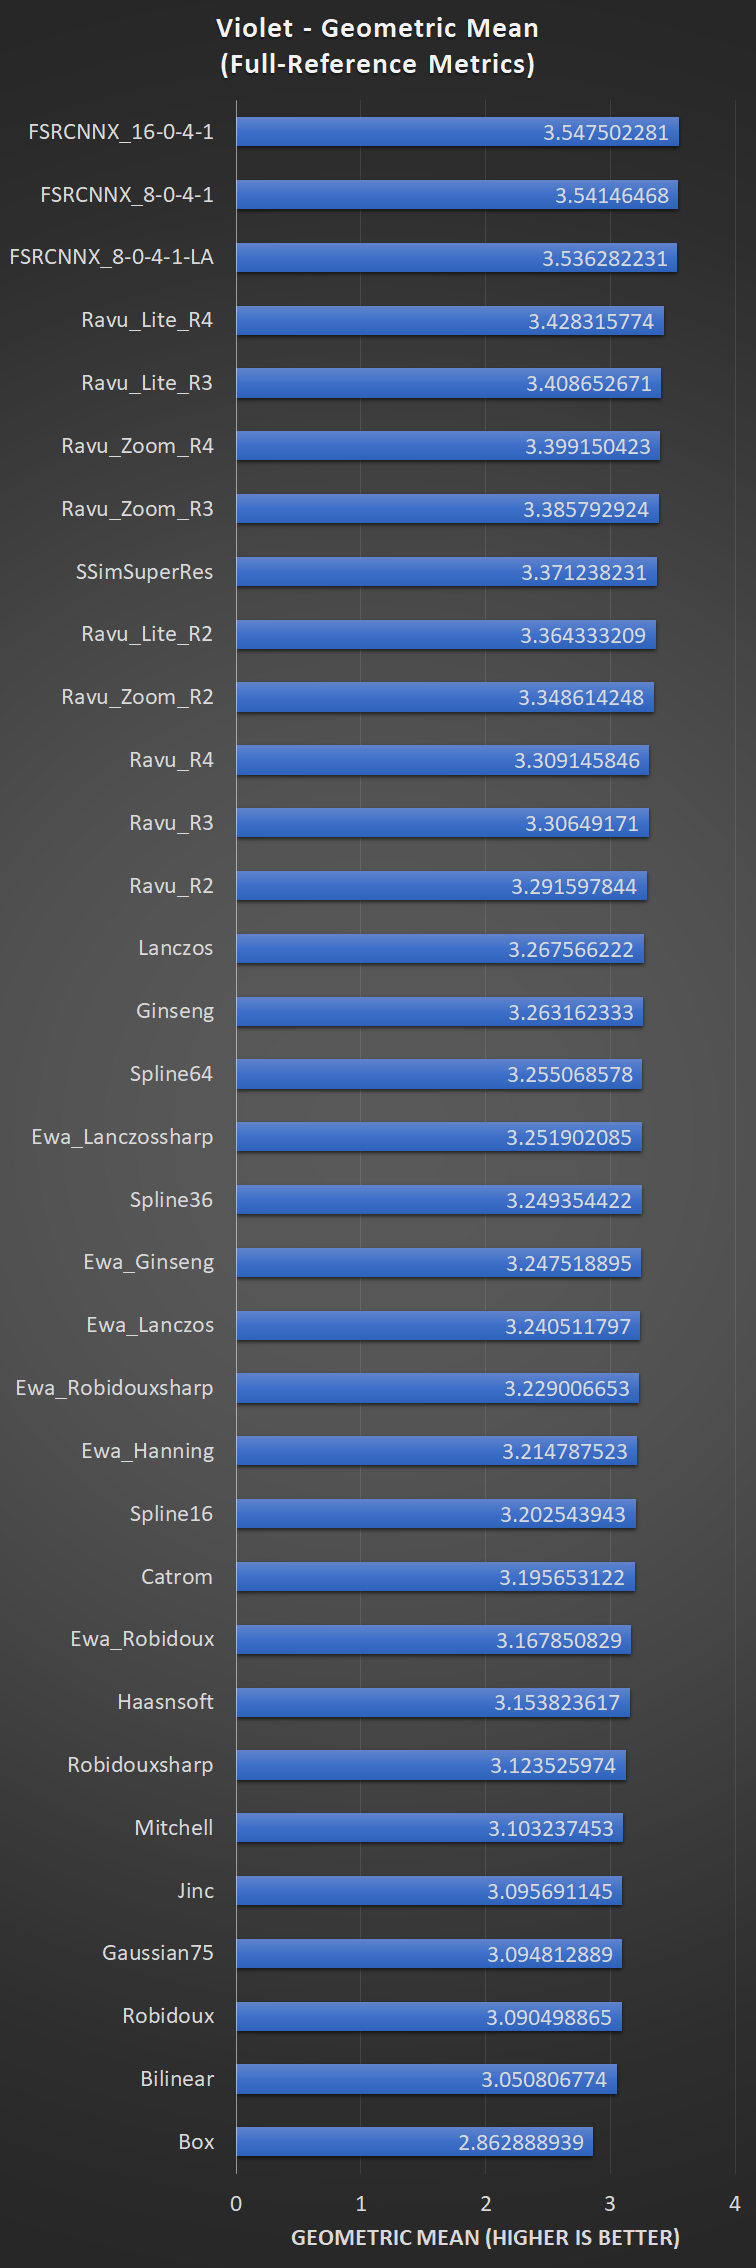 Violet - Geometric Mean
(Full-Reference Metrics)
FSRCNNX_16-0-4-1 3.547502281
FSRCNNX_8-0-4-1 3.54146468
FSRCNNX_8-0-4-1-LA 3.536282231
Ravu_Lite_R4 3.428315774
Ravu_Lite_R3 3.408652671
Ravu_Zoom_R4 3.399150423
Ravu_Zoom_R3 3.385792924
SSimSuperRes 3.371238231
Ravu_Lite_R2 3.364333209
Ravu_Zoom_R2 3.348614248
Ravu_R4 3.309145846
Ravu_R3 3.30649171
Ravu_R2 3.291597844
Lanczos 3.267566222
Ginseng 3.263162333
Spline64 3.255068578
Ewa_Lanczossharp 3.251902085
Spline36 3.249354422
Ewa_Ginseng 3.247518895
Ewa_Lanczos 3.240511797
Ewa_Robidouxsharp 3.229006653
Ewa_Hanning 3.214787523
Spline16 3.202543943
Catrom 3.195653122
Ewa_Robidoux 3.167850829
Haasnsoft 3.153823617
Robidouxsharp 3.123525974
Mitchell 3.103237453
Jinc 3.095691145
Gaussian75 3.094812889
Robidoux 3.090498865
Bilinear 3.050806774
Box 2.862888939
0 1 2 3 4
GEOMETRIC MEAN (HIGHER IS BETTER)